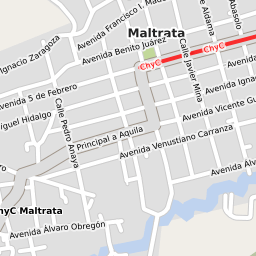 Avenida Francisco I. Madero
Ignacio Zaragoza
Maltrata
Avenida Benito Juárez
Calle Javier Mina
Abasolo
ChyC
ChyC
Avenida 5 de Febrero
Miguel Hidalgo
Calle Pedro Anaya
Principal a Aquila
Avenida Vicente
Avenida Venustiano Carranza
ChyC Maltrata
Avenida Álvaro Obregón